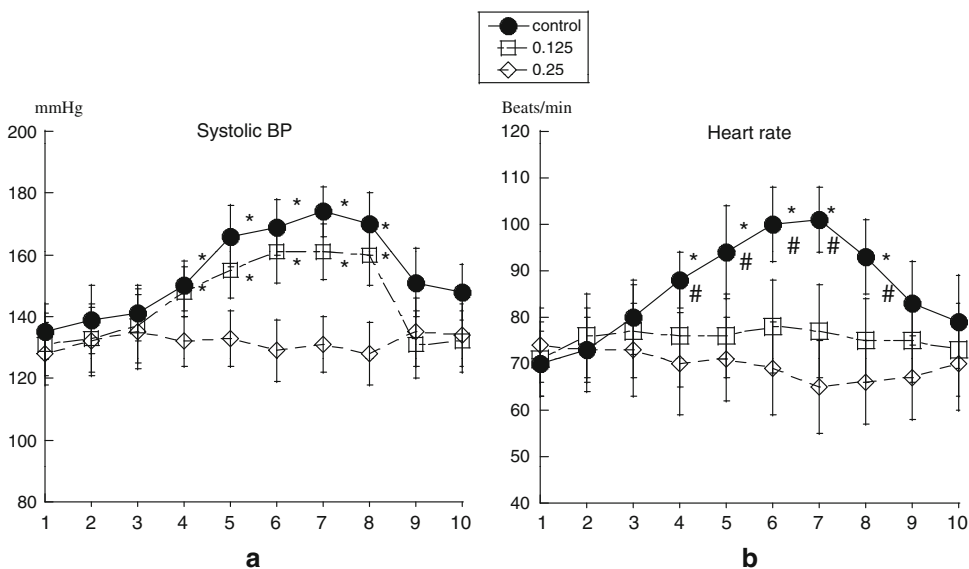 control
0.125
0.25
mmHg
Systolic BP
200
180
160
140
120
100
80
* * * * *
* * * * *
1 2 3 4 5 6 7 8 9 10
a
Beats/min
Heart rate
120
110
100
90
80
70
60
50
40
* * * * *
# # # # #
1 2 3 4 5 6 7 8 9 10
b